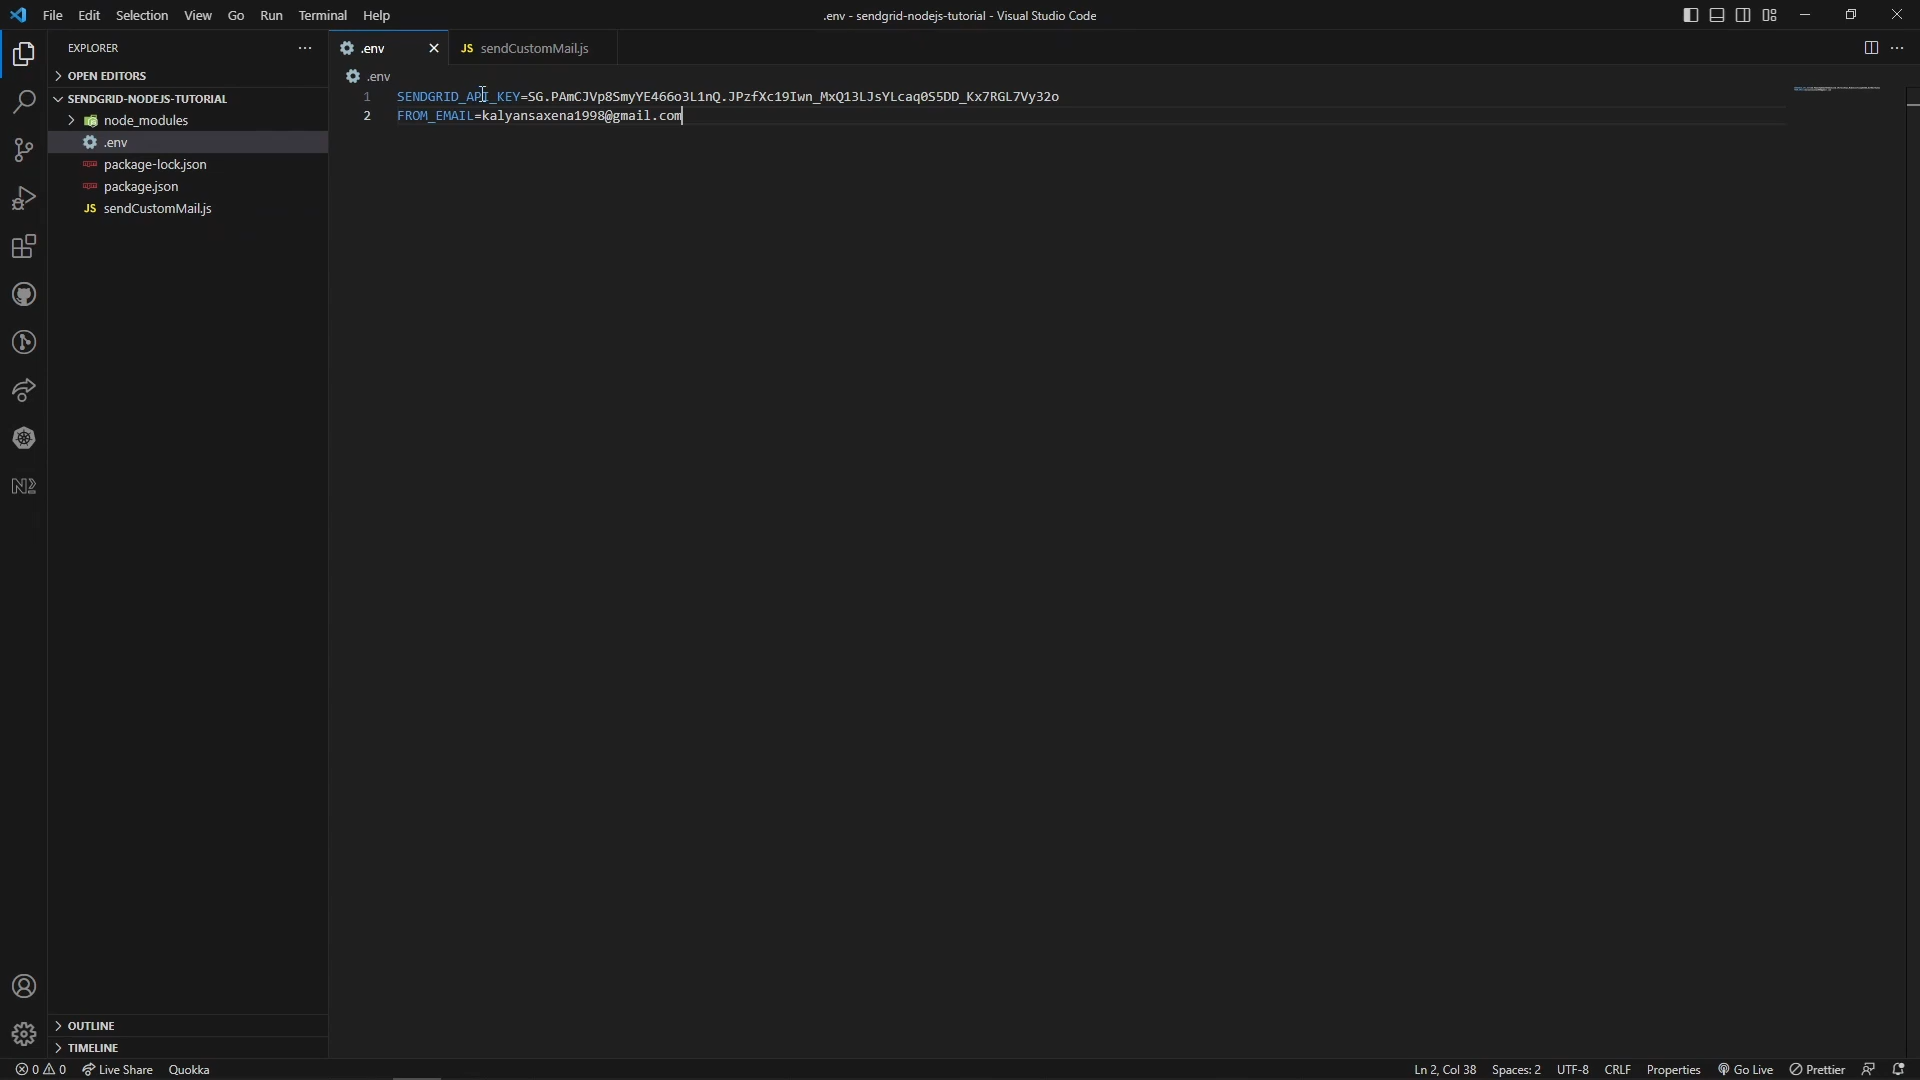 File Edit Selection View Go Run Terminal Help
.env - sendgrid-nodejs-tutorial - Visual Studio Code
EXPLORER
.env
JS sendCustomMail.js
OPEN EDITORS
.env
SENDGRID-NODEJS-TUTORIAL
1 SENDGRID_API_KEY=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
2 FROM_EMAIL=kalyansaxena1998@gmail.com
node_modules
.env
package-lock.json
package.json
JS sendCustomMail.js
OUTLINE
TIMELINE
0 0 Live Share Quokka
Ln 2, Col 38 Spaces: 2 UTF-8 CRLF Properties Go Live Prettier